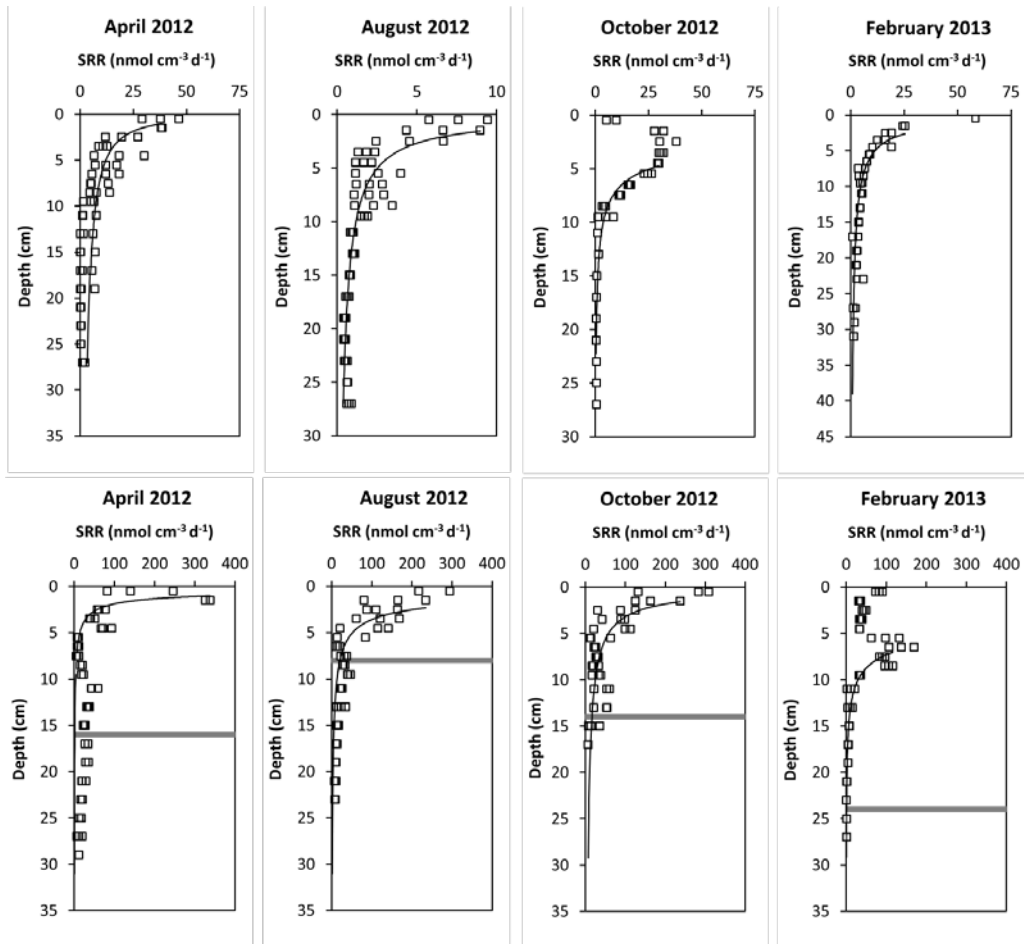 April 2012
SRR (nmol cm⁻³ d⁻¹)
0 25 50 75
Depth (cm)
0
5
10
15
20
25
30
35
August 2012
SRR (nmol cm⁻³ d⁻¹)
0 2 4 6 8 10
Depth (cm)
0
5
10
15
20
25
30
October 2012
SRR (nmol cm⁻³ d⁻¹)
0 25 50 75
Depth (cm)
0
5
10
15
20
25
30
February 2013
SRR (nmol cm⁻³ d⁻¹)
0 25 50 75
Depth (cm)
0
5
10
15
20
25
30
35
40
45
April 2012
SRR (nmol cm⁻³ d⁻¹)
0 100 200 300 400
Depth (cm)
0
5
10
15
20
25
30
35
August 2012
SRR (nmol cm⁻³ d⁻¹)
0 100 200 300 400
Depth (cm)
0
5
10
15
20
25
30
35
October 2012
SRR (nmol cm⁻³ d⁻¹)
0 100 200 300 400
Depth (cm)
0
5
10
15
20
25
30
35
February 2013
SRR (nmol cm⁻³ d⁻¹)
0 100 200 300 400
Depth (cm)
0
5
10
15
20
25
30
35